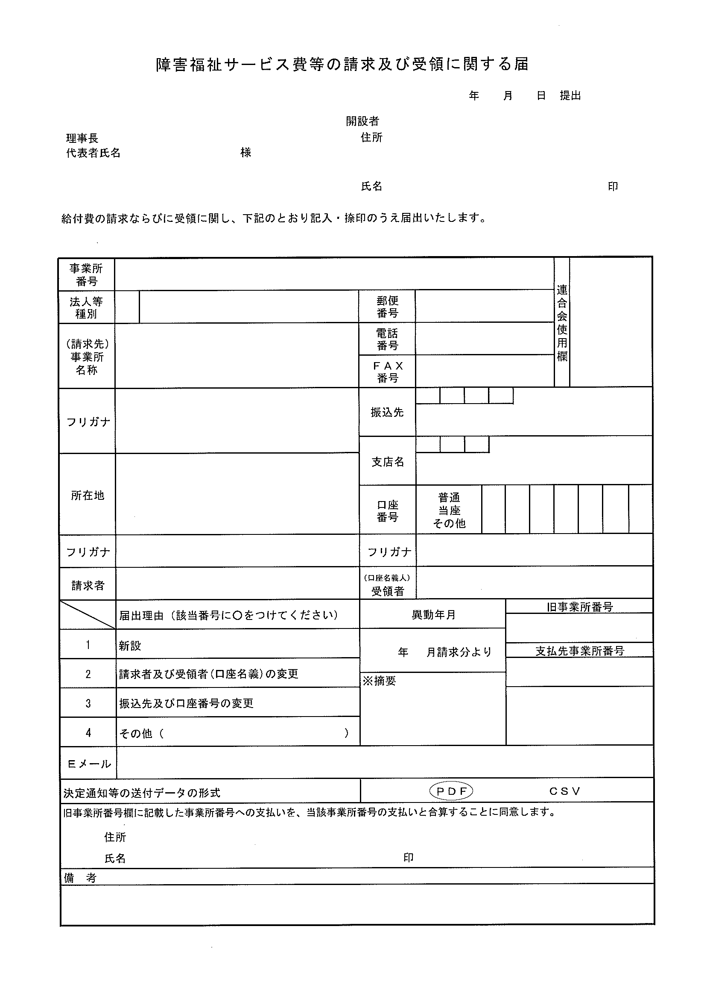 障害福祉サービス費等の請求及び受領に関する届
年　　月　　日　提出
開設者
理事長
住所
代表者氏名　　　　　　　　　　　様
氏名　　　　　　　　　　　　　　　　　　　　印
給付費の請求ならびに受領に関し、下記のとおり記入・捺印のうえ届出いたします。
事業所
番号
連合会使用欄
法人等
種別
郵便
番号
(請求先)
事業所
名称
電話
番号
ＦＡＸ
番号
フリガナ
振込先
支店名
所在地
口座
番号
普通
当座
その他
フリガナ
フリガナ
請求者
(口座名義人)
受領者
届出理由（該当番号に〇をつけてください）
異動年月
旧事業所番号
1
新設
年　　月請求分より
支払先事業所番号
2
請求者及び受領者(口座名義)の変更
※摘要
3
振込先及び口座番号の変更
4
その他（　　　　　　　　　　　　　　　　）
Ｅメール
決定通知等の送付データの形式
ＰＤＦ
ＣＳＶ
旧事業所番号欄に記載した事業所番号への支払いを、当該事業所番号の支払いと合算することに同意します。
住所
氏名　　　　　　　　　　　　　　　　　　　　　　　　　印
備　考